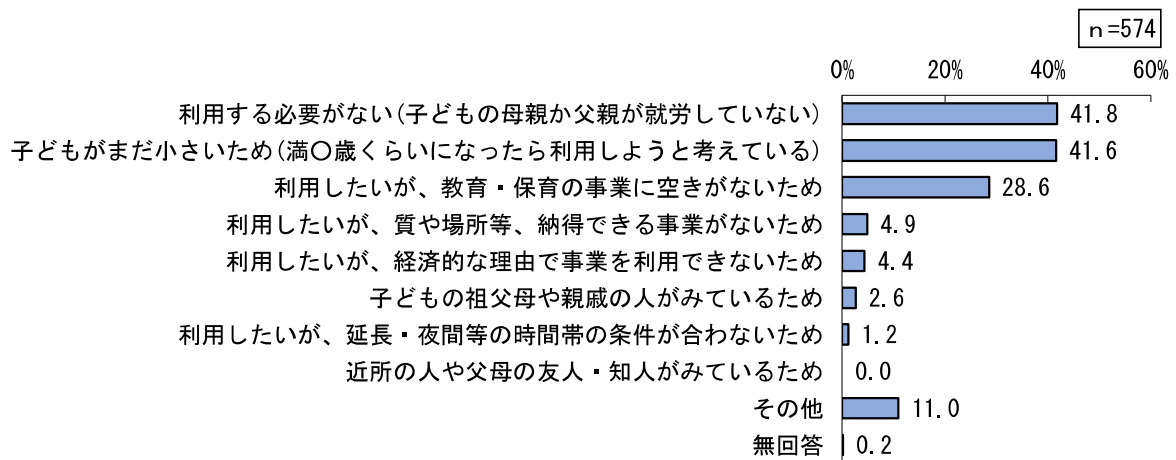 ｎ=574
0% 20% 40% 60%
利用する必要がない(子どもの母親か父親が就労していない) 41.8
子どもがまだ小さいため(満〇歳くらいになったら利用しようと考えている) 41.6
利用したいが、教育・保育の事業に空きがないため 28.6
利用したいが、質や場所等、納得できる事業がないため 4.9
利用したいが、経済的な理由で事業を利用できないため 4.4
子どもの祖父母や親戚の人がみているため 2.6
利用したいが、延長・夜間等の時間帯の条件が合わないため 1.2
近所の人や父母の友人・知人がみているため 0.0
その他 11.0
無回答 0.2